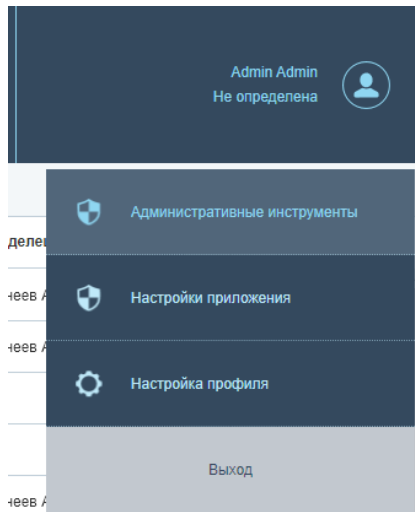 Admin Admin
Не определена
Административные инструменты
Настройки приложения
Настройка профиля
Выход